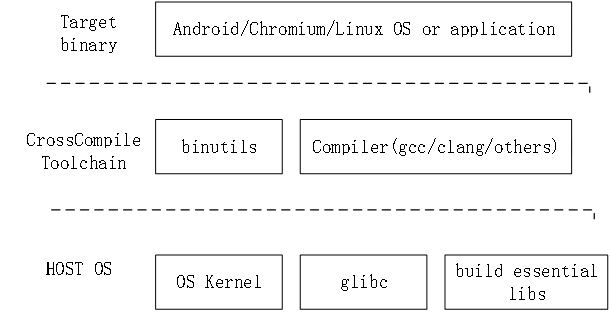 Target
binary
Android/Chromium/Linux OS or application
CrossCompile
Toolchain
binutils
Compiler(gcc/clang/others)
HOST OS
OS Kernel
glibc
build essential
libs